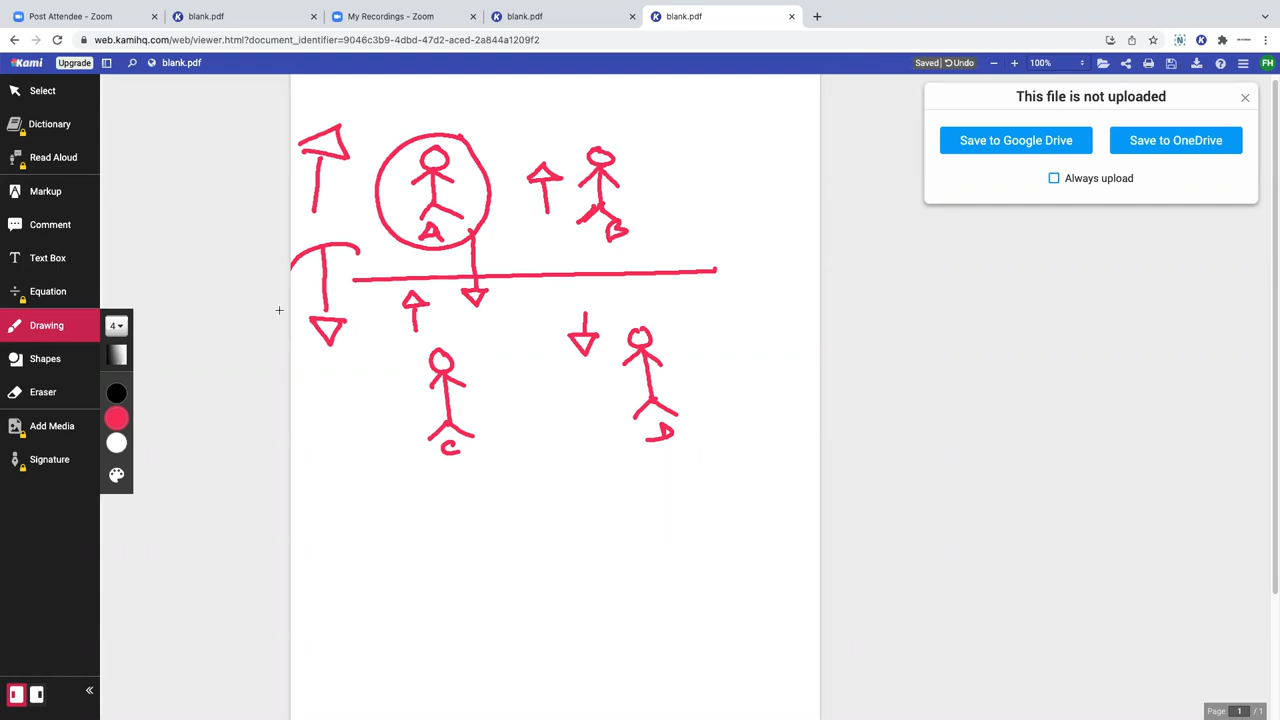 Post Attendee - Zoom
blank.pdf
My Recordings - Zoom
blank.pdf
blank.pdf
web.kamihq.com/web/viewer.html?document_identifier=9046c3b9-4dbd-47d2-aced-2a844a1209f2
Kami Upgrade blank.pdf Saved Undo 100% FH
Select
Dictionary
Read Aloud
Markup
Comment
Text Box
Equation
Drawing
4
Shapes
Eraser
Add Media
Signature
This file is not uploaded
Save to Google Drive Save to OneDrive
Always upload
A B
C D
Page 1 / 1